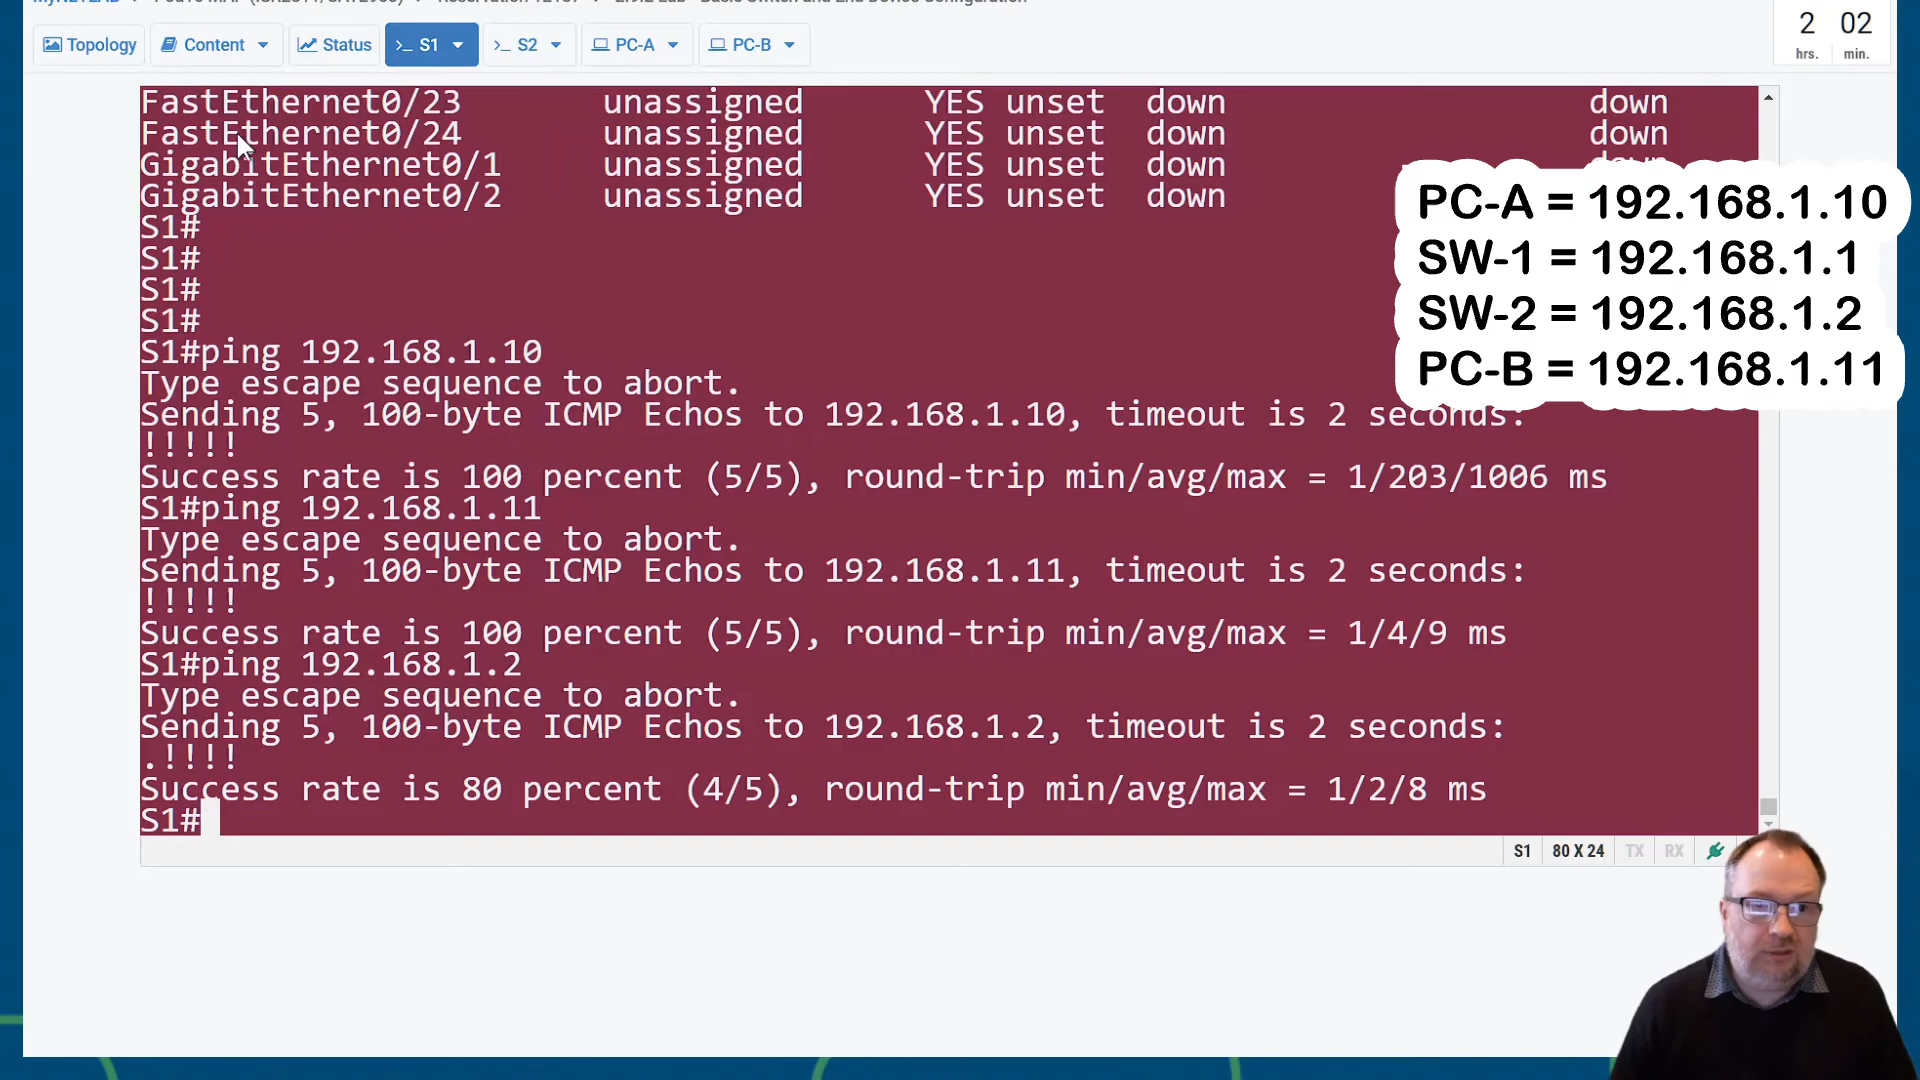 Topology Content Status >_ S1 >_ S2 PC-A PC-B
2 02
hrs. min.
FastEthernet0/23 unassigned YES unset down down
FastEthernet0/24 unassigned YES unset down down
GigabitEthernet0/1 unassigned YES unset down down
GigabitEthernet0/2 unassigned YES unset down
S1#
S1#
S1#
S1#
S1#ping 192.168.1.10
Type escape sequence to abort.
Sending 5, 100-byte ICMP Echos to 192.168.1.10, timeout is 2 seconds:
!!!!!
Success rate is 100 percent (5/5), round-trip min/avg/max = 1/203/1006 ms
S1#ping 192.168.1.11
Type escape sequence to abort.
Sending 5, 100-byte ICMP Echos to 192.168.1.11, timeout is 2 seconds:
!!!!!
Success rate is 100 percent (5/5), round-trip min/avg/max = 1/4/9 ms
S1#ping 192.168.1.2
Type escape sequence to abort.
Sending 5, 100-byte ICMP Echos to 192.168.1.2, timeout is 2 seconds:
.!!!!
Success rate is 80 percent (4/5), round-trip min/avg/max = 1/2/8 ms
S1#
PC-A = 192.168.1.10
SW-1 = 192.168.1.1
SW-2 = 192.168.1.2
PC-B = 192.168.1.11
S1 80 X 24 TX RX